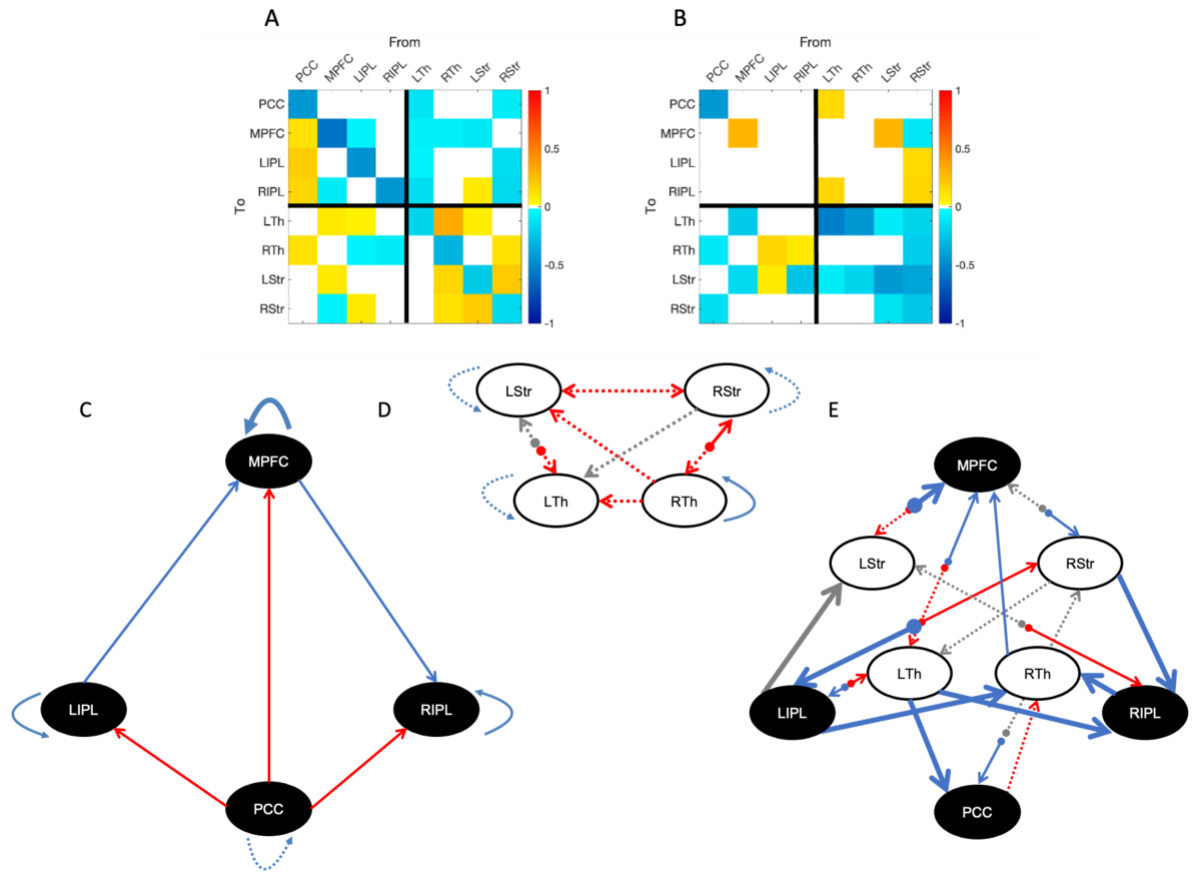 A
B
From
From
PCC MPFC LIPL RIPL LTh RTh LStr RStr
PCC MPFC LIPL RIPL LTh RTh LStr RStr
To
To
PCC
MPFC
LIPL
RIPL
LTh
RTh
LStr
RStr
1
0.5
0
-0.5
-1
PCC
MPFC
LIPL
RIPL
LTh
RTh
LStr
RStr
1
0.5
0
-0.5
-1
C
MPFC
LIPL
RIPL
PCC
D
LStr
RStr
LTh
RTh
E
MPFC
LStr
RStr
LTh
RTh
LIPL
RIPL
PCC